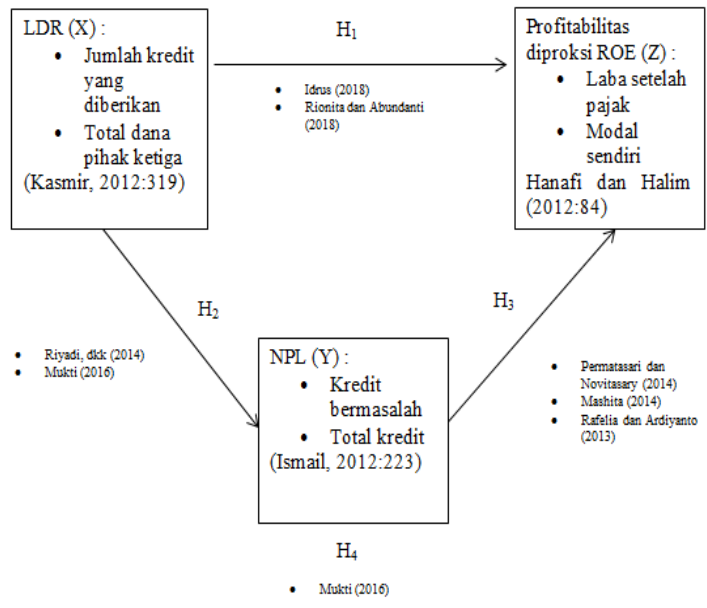 LDR (X) :
• Jumlah kredit
yang
diberikan
• Total dana
pihak ketiga
(Kasmir, 2012:319)
H₁
• Idrus (2018)
• Rionita dan Abundanti
(2018)
Profitabilitas
diproksi ROE (Z) :
• Laba setelah
pajak
• Modal
sendiri
Hanafi dan Halim
(2012:84)
H₂
• Riyadi, dkk (2014)
• Mukti (2016)
NPL (Y) :
• Kredit
bermasalah
• Total kredit
(Ismail, 2012:223)
H₃
• Permatasari dan
Novitasary (2014)
• Mashita (2014)
• Rafelia dan Ardiyanto
(2013)
H₄
• Mukti (2016)